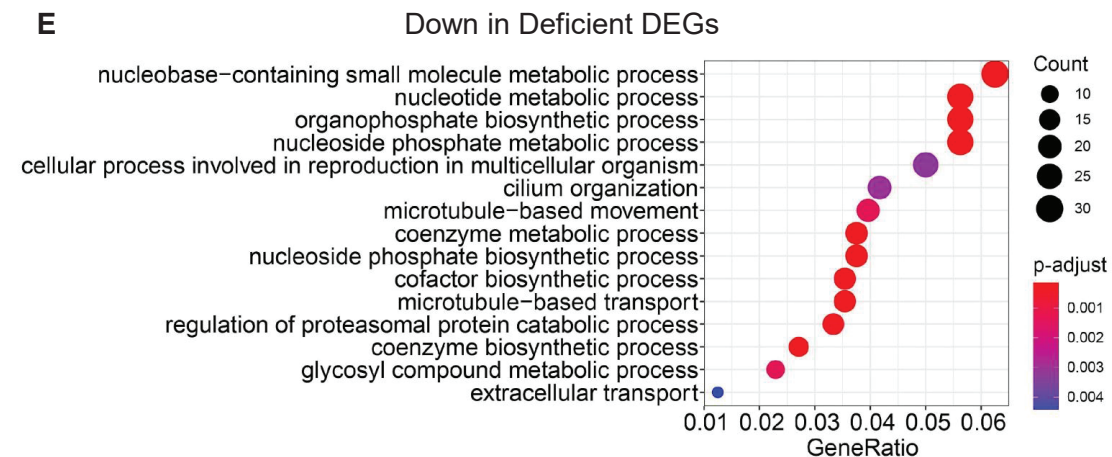 E
Down in Deficient DEGs
nucleobase−containing small molecule metabolic process
nucleotide metabolic process
organophosphate biosynthetic process
nucleoside phosphate metabolic process
cellular process involved in reproduction in multicellular organism
cilium organization
microtubule−based movement
coenzyme metabolic process
nucleoside phosphate biosynthetic process
cofactor biosynthetic process
microtubule−based transport
regulation of proteasomal protein catabolic process
coenzyme biosynthetic process
glycosyl compound metabolic process
extracellular transport
0.01 0.02 0.03 0.04 0.05 0.06
GeneRatio
Count
10
15
20
25
30
p-adjust
0.001
0.002
0.003
0.004